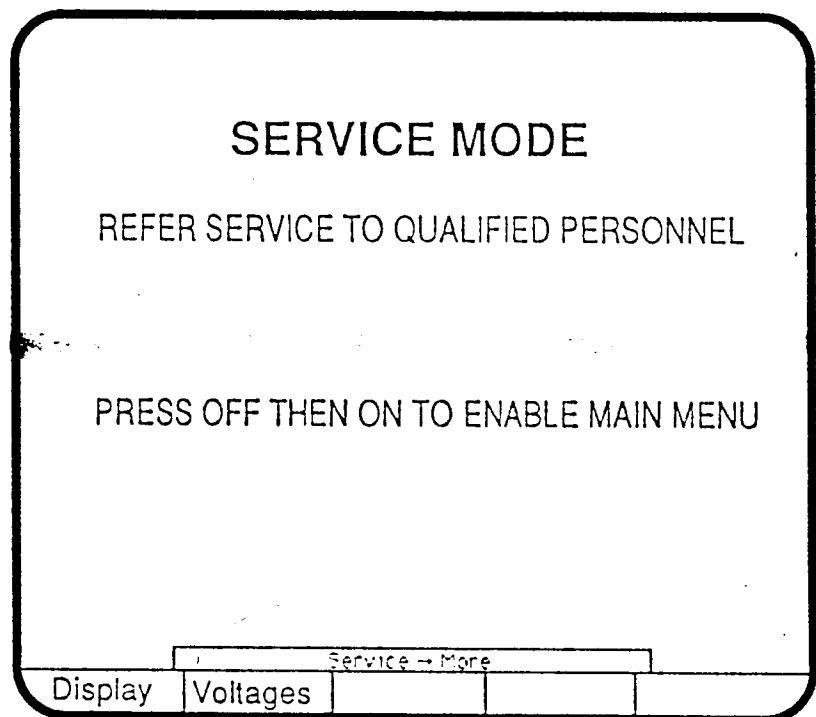 SERVICE MODE
REFER SERVICE TO QUALIFIED PERSONNEL
PRESS OFF THEN ON TO ENABLE MAIN MENU
Service → More
Display Voltages